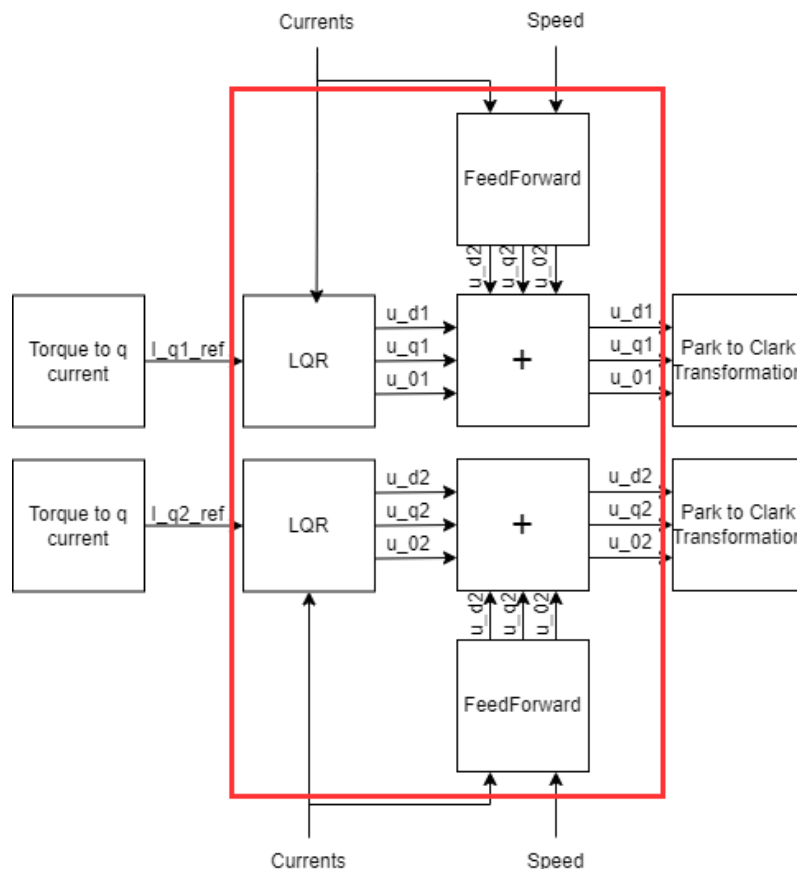 Currents
Speed
FeedForward
u_d2
u_q2
u_02
Torque to q
current
I_q1_ref
LQR
u_d1
u_q1
u_01
+
u_d1
u_q1
u_01
Park to Clark
Transformation
Torque to q
current
I_q2_ref
LQR
u_d2
u_q2
u_02
+
u_d2
u_q2
u_02
Park to Clark
Transformation
u_d2
u_q2
u_02
FeedForward
Currents
Speed